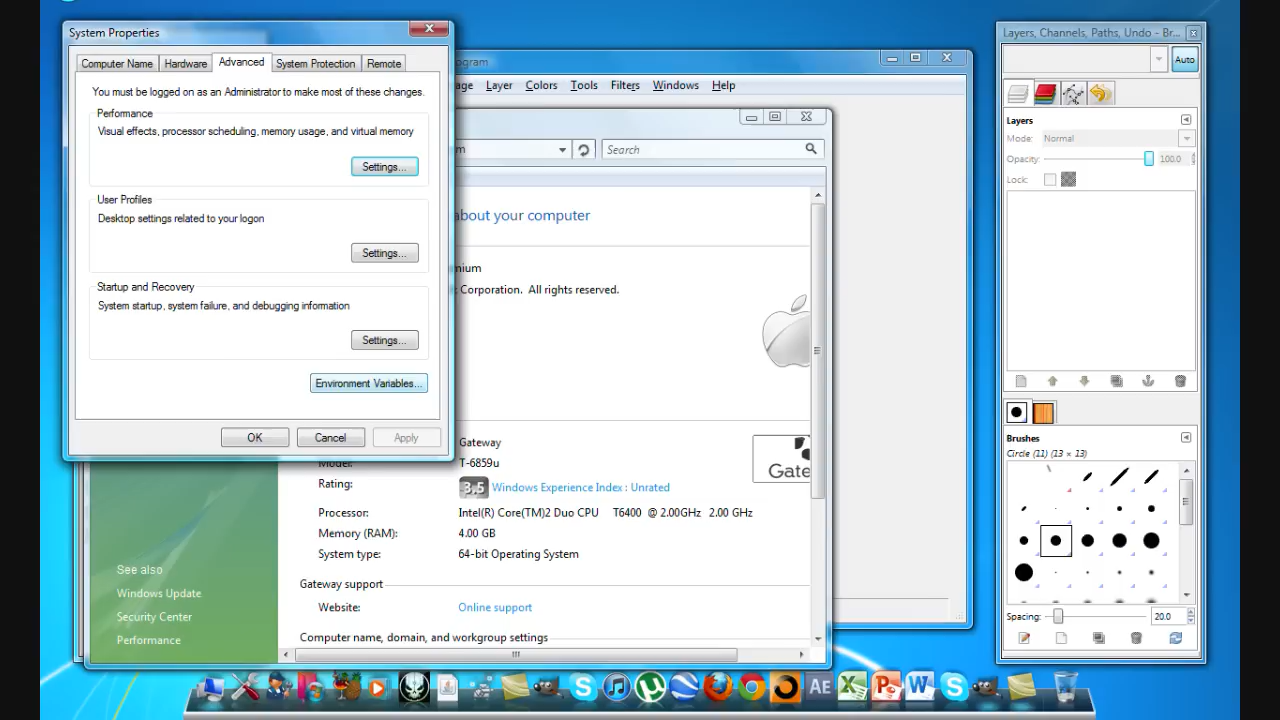 System Properties
Computer Name Hardware Advanced System Protection Remote
You must be logged on as an Administrator to make most of these changes.
Performance
Visual effects, processor scheduling, memory usage, and virtual memory
Settings...
User Profiles
Desktop settings related to your logon
Settings...
Startup and Recovery
System startup, system failure, and debugging information
Settings...
Environment Variables...
OK Cancel Apply
ogram
age Layer Colors Tools Filters Windows Help
m Search
about your computer
mium
Corporation. All rights reserved.
Gateway
Model: T-6859u
Gate
Rating: 3,5 Windows Experience Index : Unrated
Processor: Intel(R) Core(TM)2 Duo CPU T6400 @ 2.00GHz 2.00 GHz
Memory (RAM): 4.00 GB
System type: 64-bit Operating System
Gateway support
Website: Online support
Computer name, domain, and workgroup settings
See also
Windows Update
Security Center
Performance
Layers, Channels, Paths, Undo - Br...
Auto
Layers
Mode: Normal
Opacity: 100.0
Lock:
Brushes
Circle (11) (13 × 13)
Spacing: 20.0
AE
W